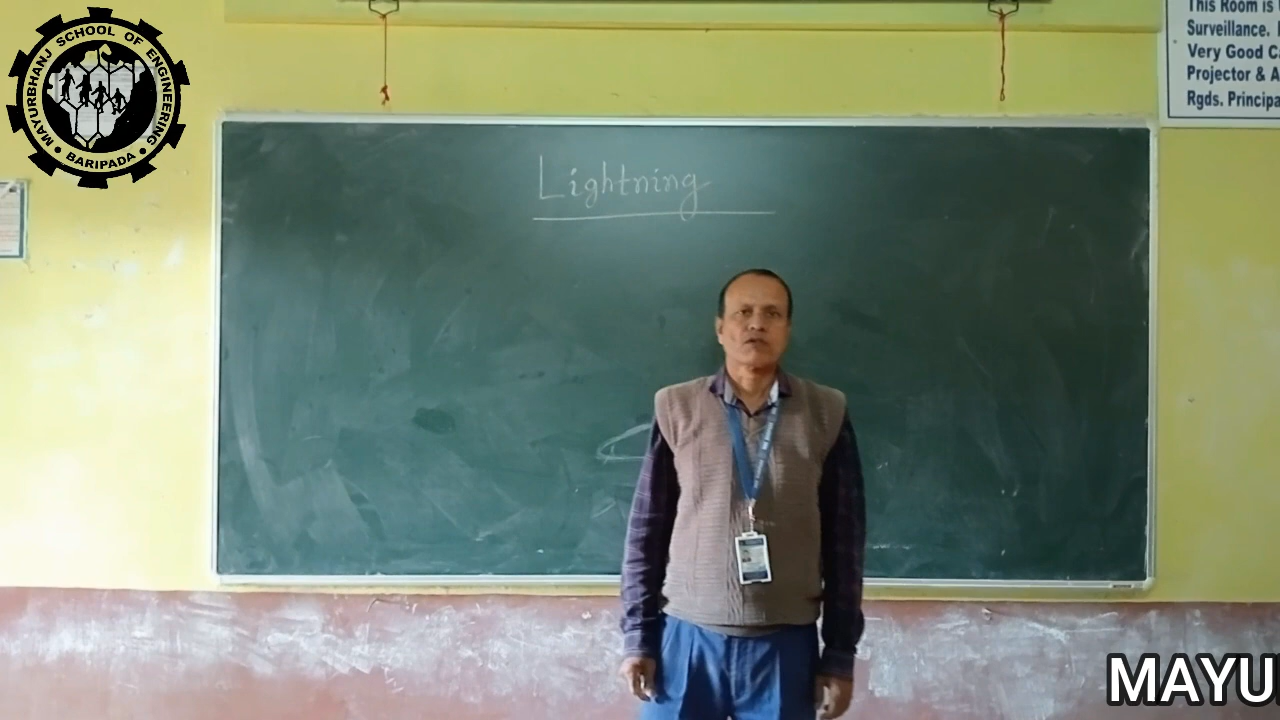 MAYURBHANJ SCHOOL OF ENGINEERING
• BARIPADA •
This Room is
Surveillance.
Very Good C
Projector & A
Rgds. Principa
Lightning
MAYU